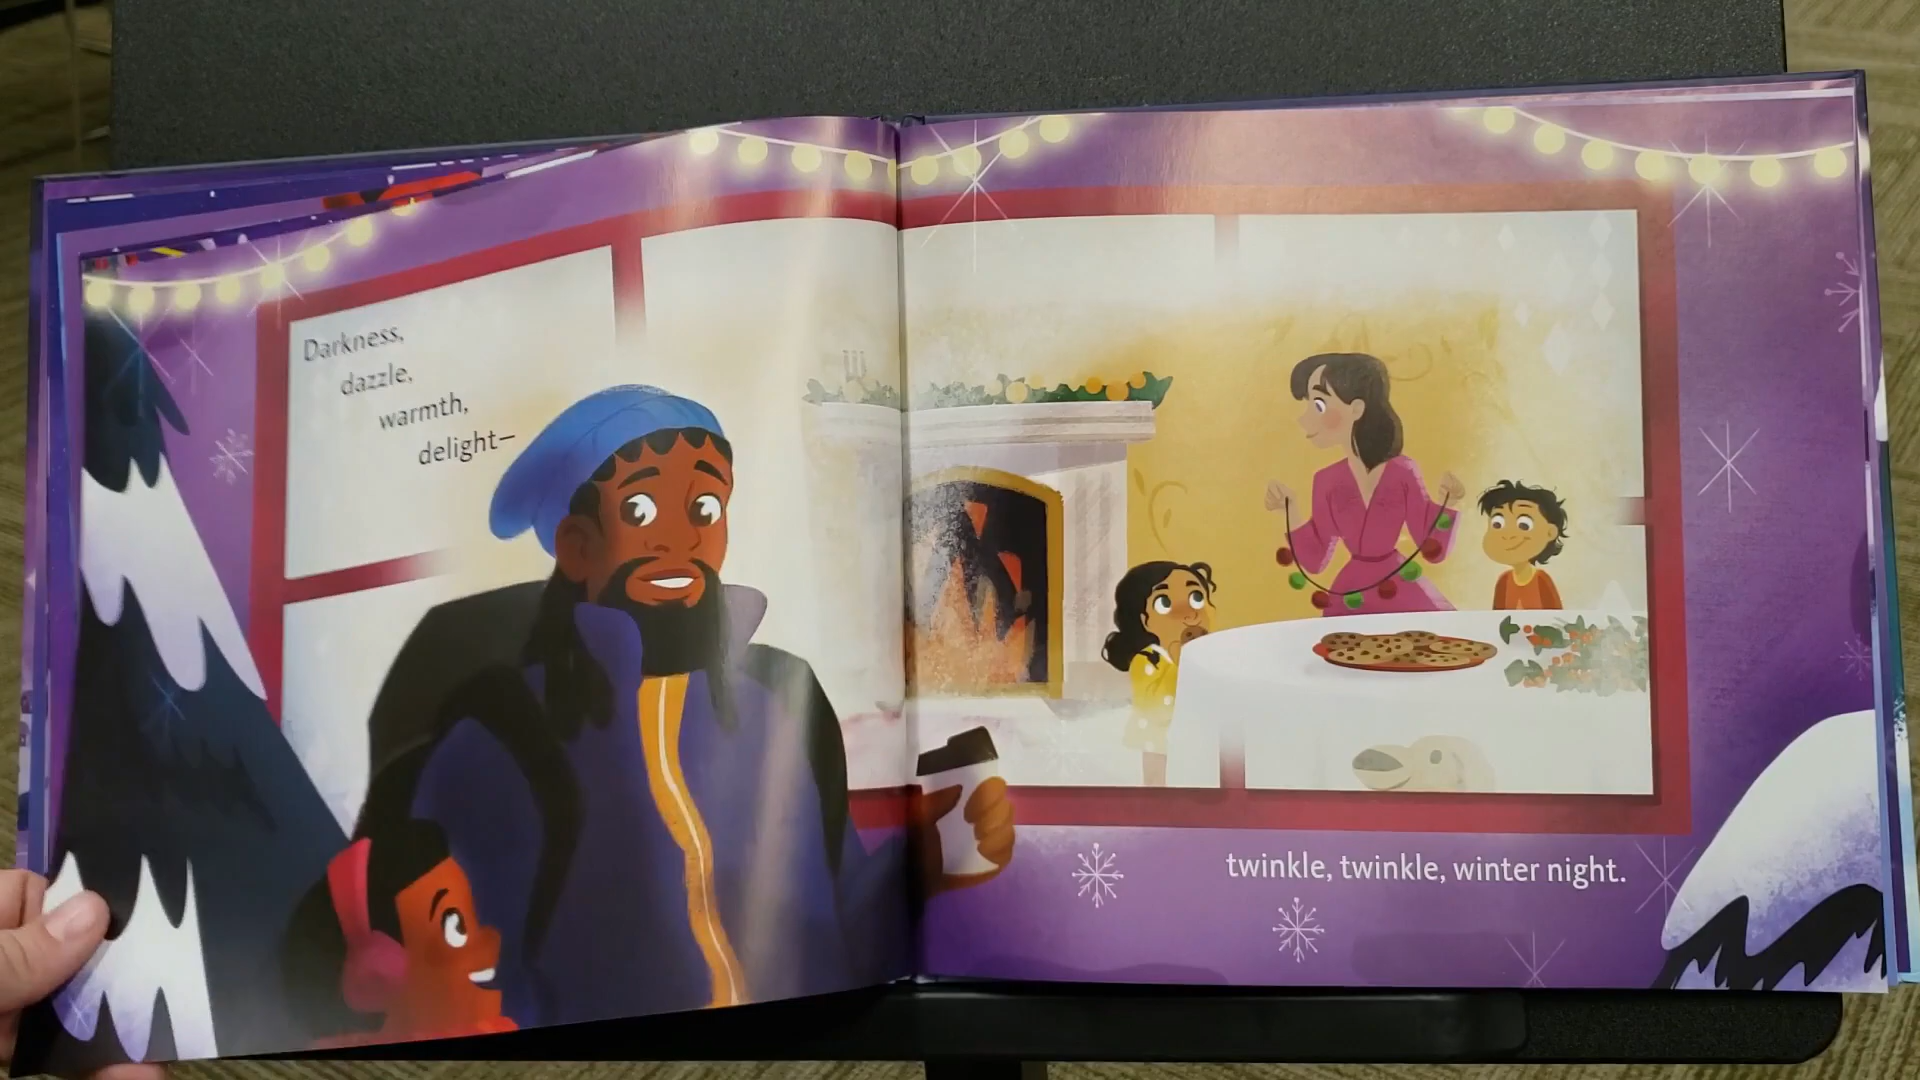 Darkness,
dazzle,
warmth,
delight—
twinkle, twinkle, winter night.